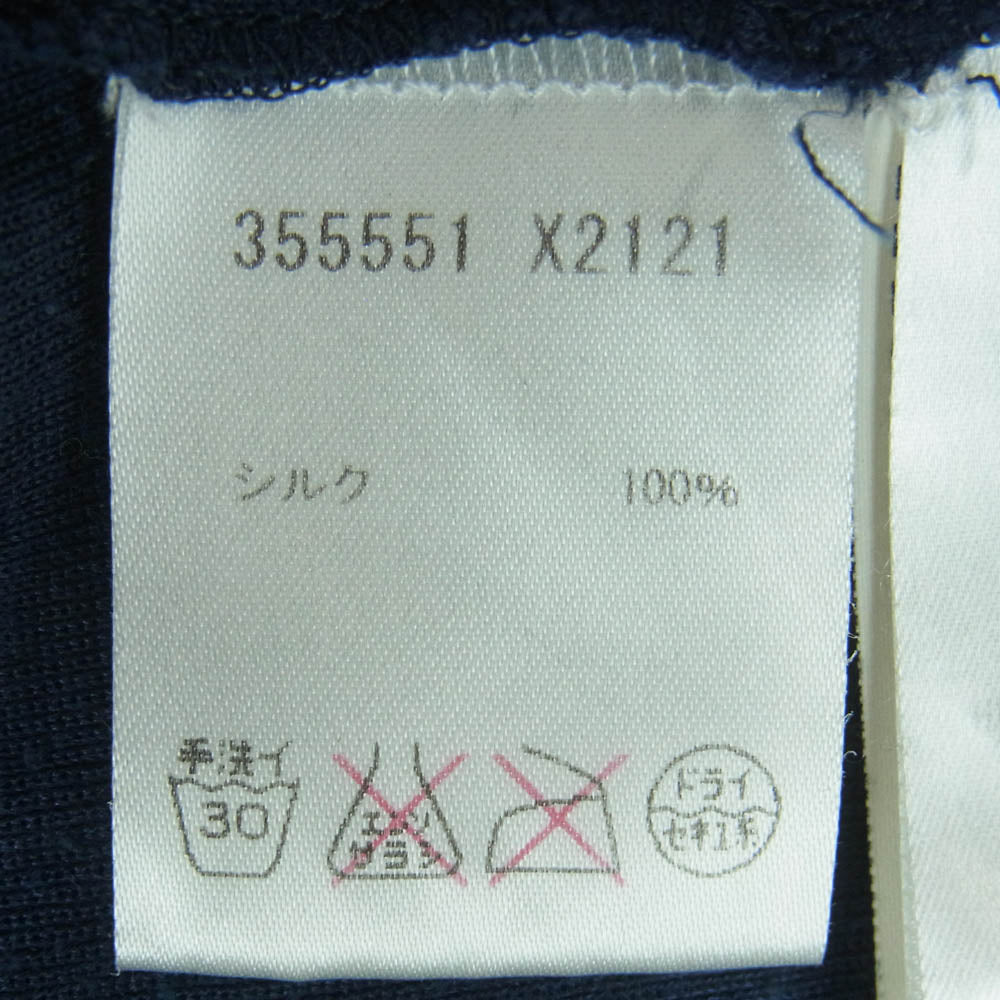 355551 X2121
シルク 100%
手洗イ
30
エンソ
サラシ
ドライ
セキユ系